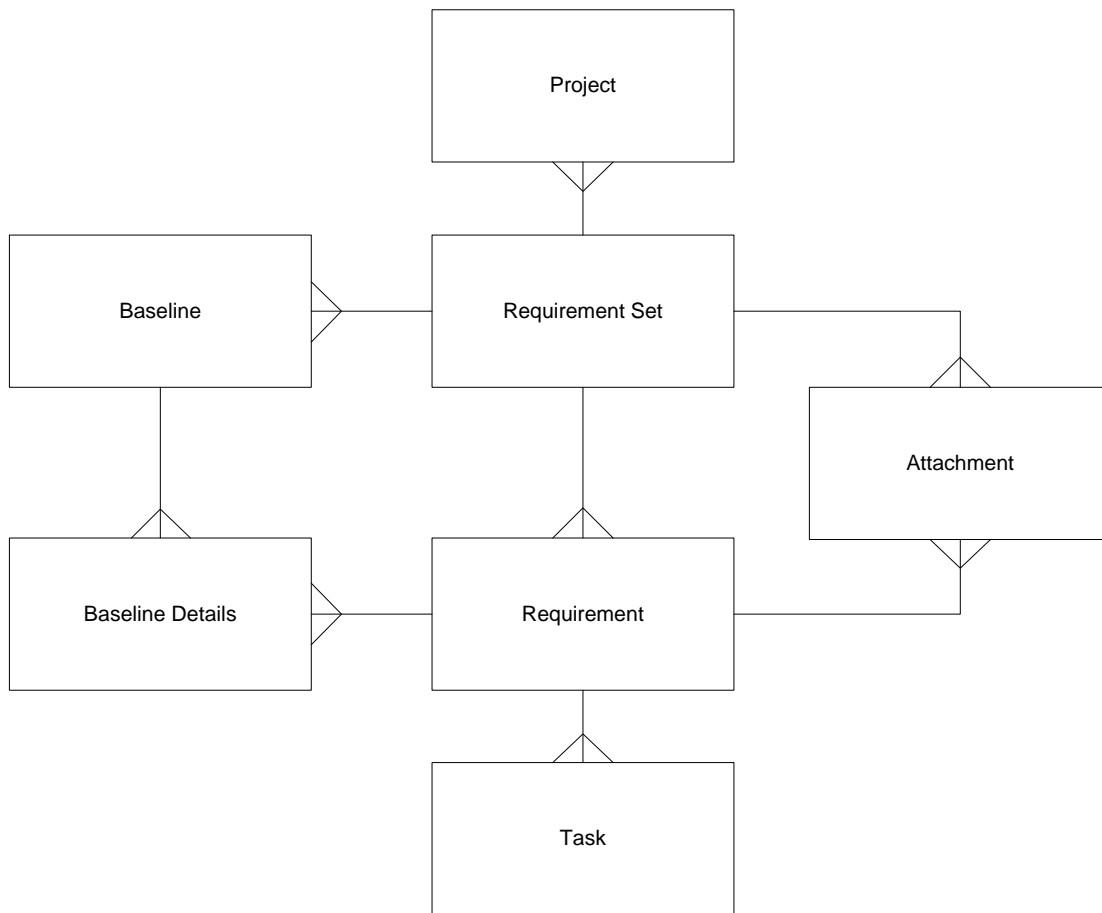 Project
Baseline
Requirement Set
Attachment
Baseline Details
Requirement
Task